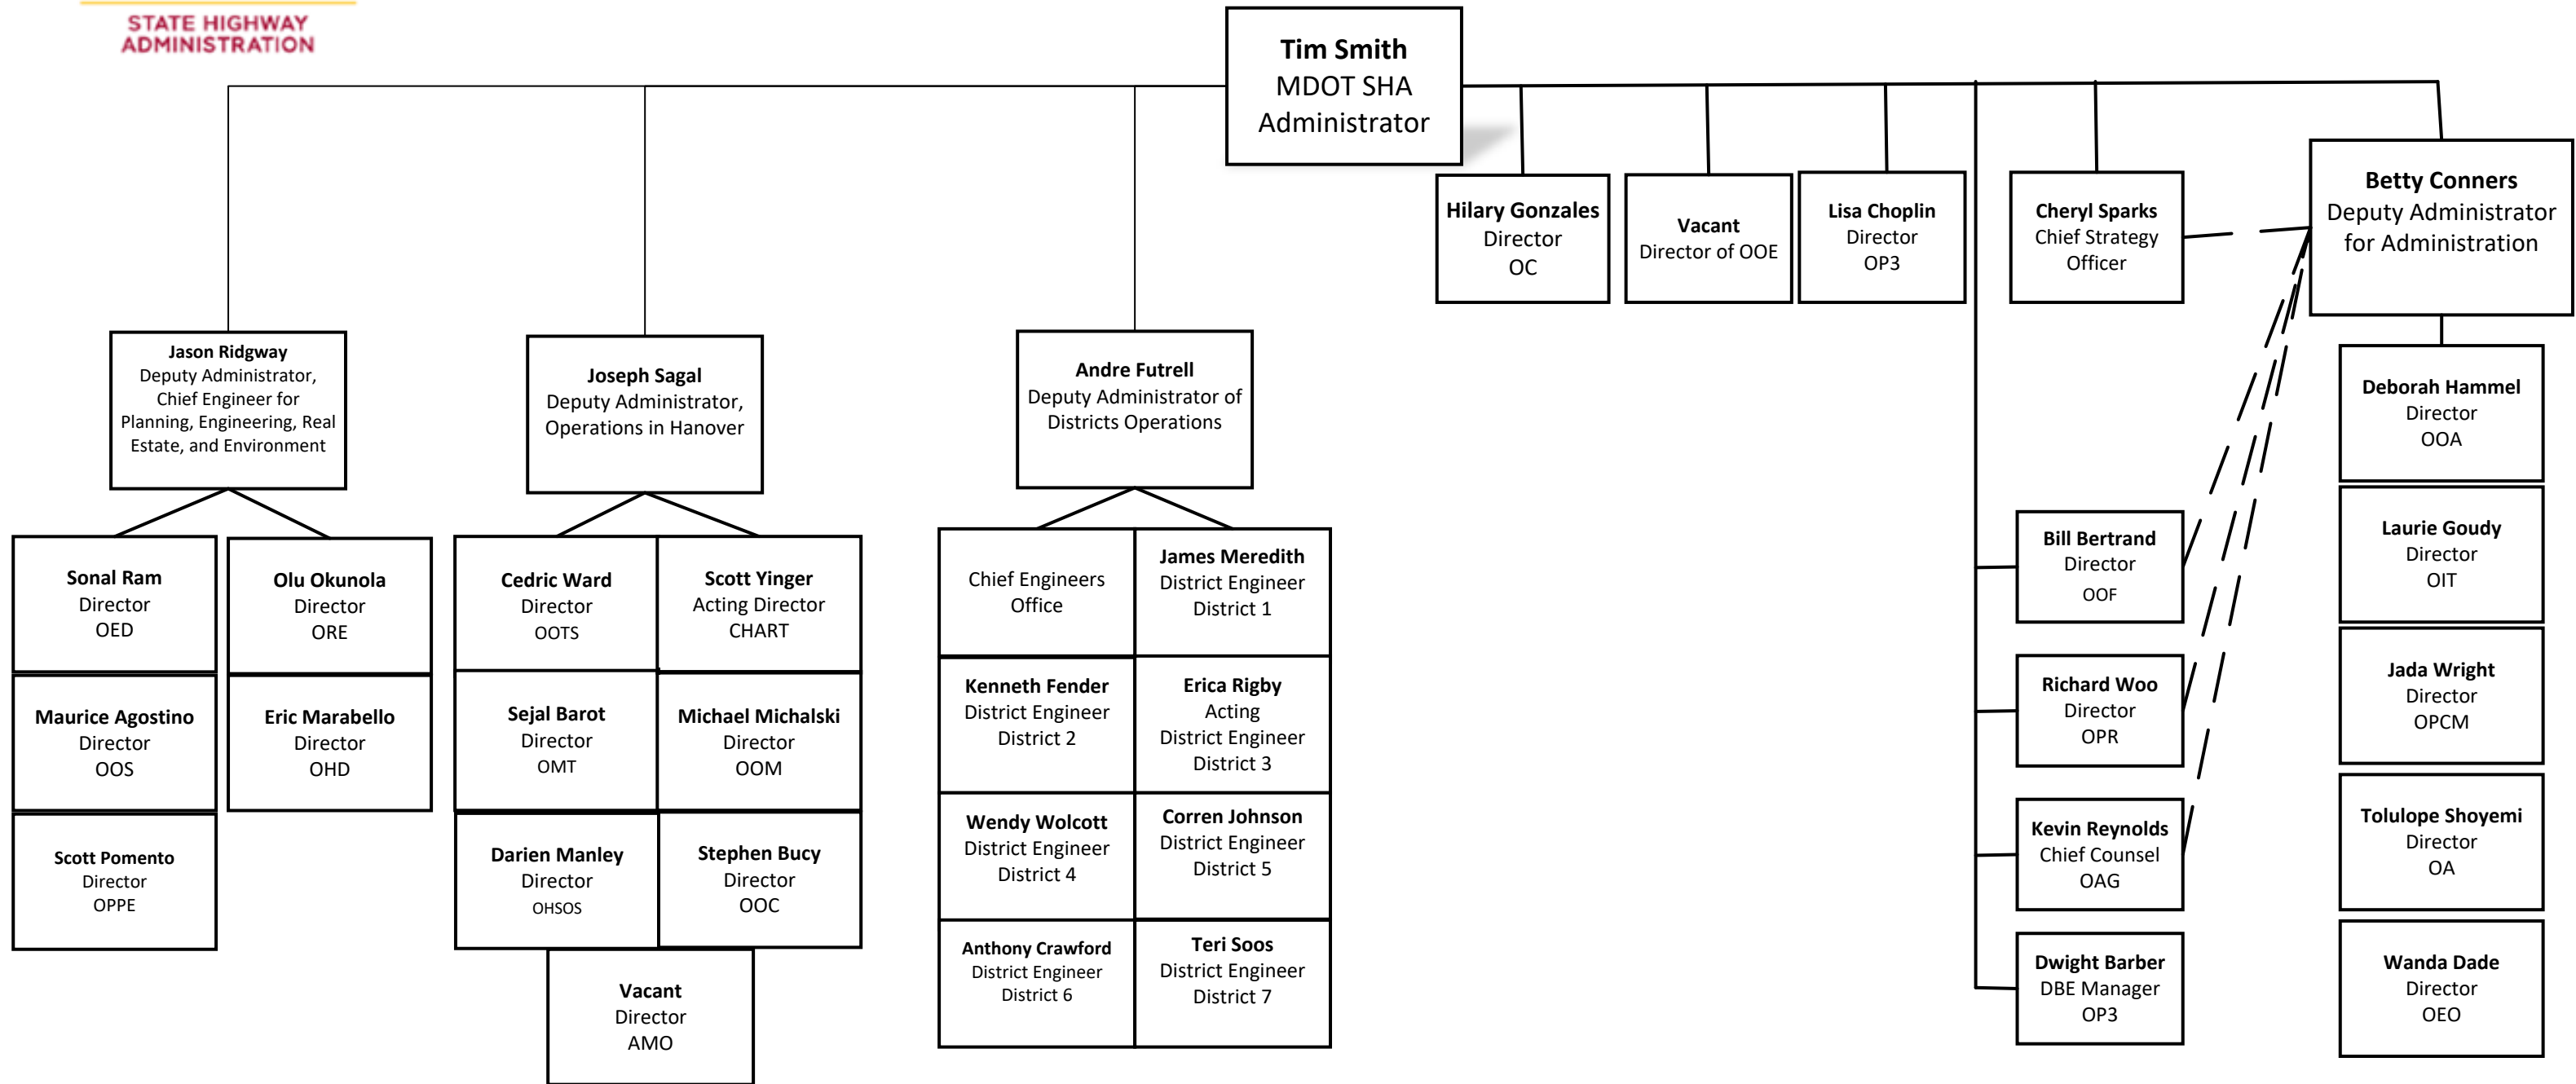 STATE HIGHWAY
ADMINISTRATION
Tim Smith
MDOT SHA
Administrator
Hilary Gonzales
Director
OC
Vacant
Director of OOE
Lisa Choplin
Director
OP3
Cheryl Sparks
Chief Strategy
Officer
Betty Conners
Deputy Administrator
for Administration
Jason Ridgway
Deputy Administrator,
Chief Engineer for
Planning, Engineering, Real
Estate, and Environment
Joseph Sagal
Deputy Administrator,
Operations in Hanover
Andre Futrell
Deputy Administrator of
Districts Operations
Sonal Ram
Director
OED
Olu Okunola
Director
ORE
Maurice Agostino
Director
OOS
Eric Marabello
Director
OHD
Scott Pomento
Director
OPPE
Cedric Ward
Director
OOTS
Scott Yinger
Acting Director
CHART
Sejal Barot
Director
OMT
Michael Michalski
Director
OOM
Darien Manley
Director
OHSOS
Stephen Bucy
Director
OOC
Vacant
Director
AMO
Chief Engineers
Office
James Meredith
District Engineer
District 1
Kenneth Fender
District Engineer
District 2
Erica Rigby
Acting
District Engineer
District 3
Wendy Wolcott
District Engineer
District 4
Corren Johnson
District Engineer
District 5
Anthony Crawford
District Engineer
District 6
Teri Soos
District Engineer
District 7
Bill Bertrand
Director
OOF
Richard Woo
Director
OPR
Kevin Reynolds
Chief Counsel
OAG
Dwight Barber
DBE Manager
OP3
Deborah Hammel
Director
OOA
Laurie Goudy
Director
OIT
Jada Wright
Director
OPCM
Tolulope Shoyemi
Director
OA
Wanda Dade
Director
OEO